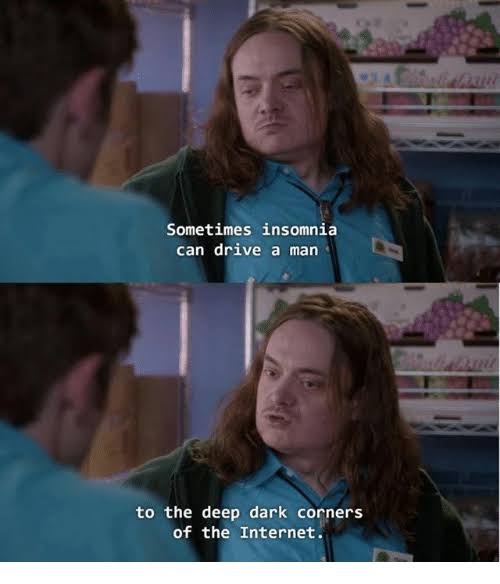 Sometimes insomnia
can drive a man
to the deep dark corners
of the Internet.